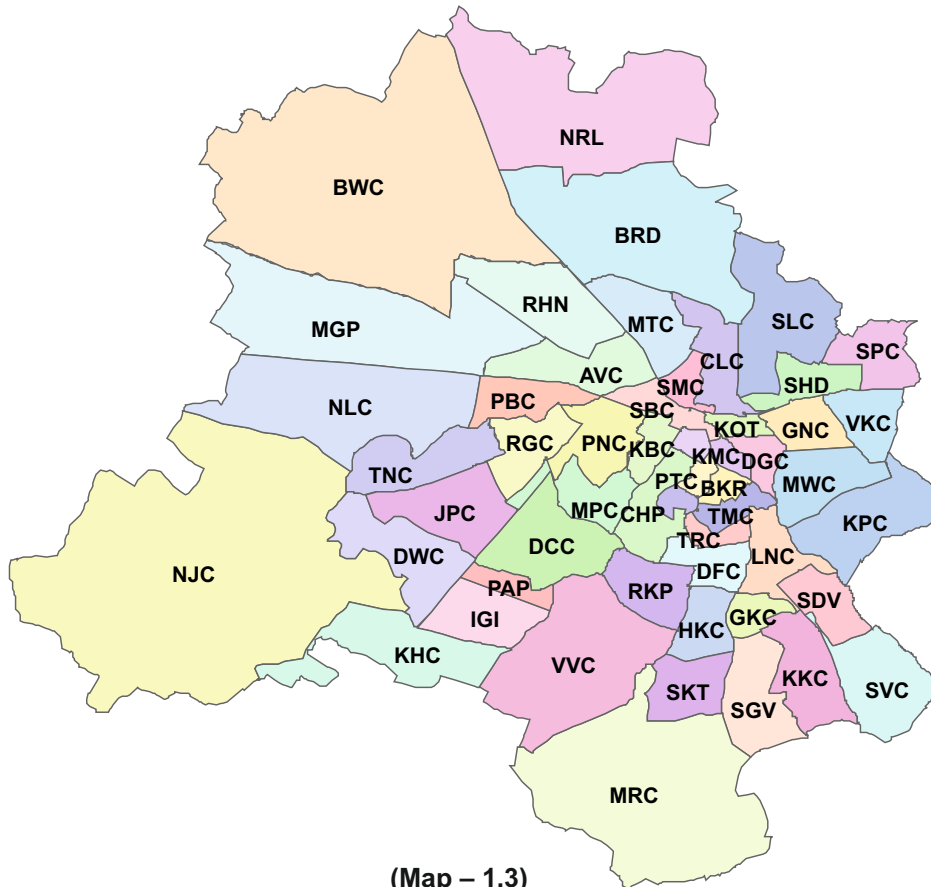 NRL
BWC
BRD
RHN
SLC
MGP
MTC
SPC
CLC
AVC
SMC
SHD
PBC
NLC
SBC
VKC
KOT
GNC
RGC
PNC
KBC
KMC
DGC
TNC
PTC
BKR
MWC
JPC
MPC
CHP
TMC
KPC
TRC
DCC
DWC
LNC
DFC
NJC
PAP
RKP
SDV
IGI
GKC
HKC
KHC
VVC
KKC
SKT
SVC
SGV
MRC
(Map – 1.3)